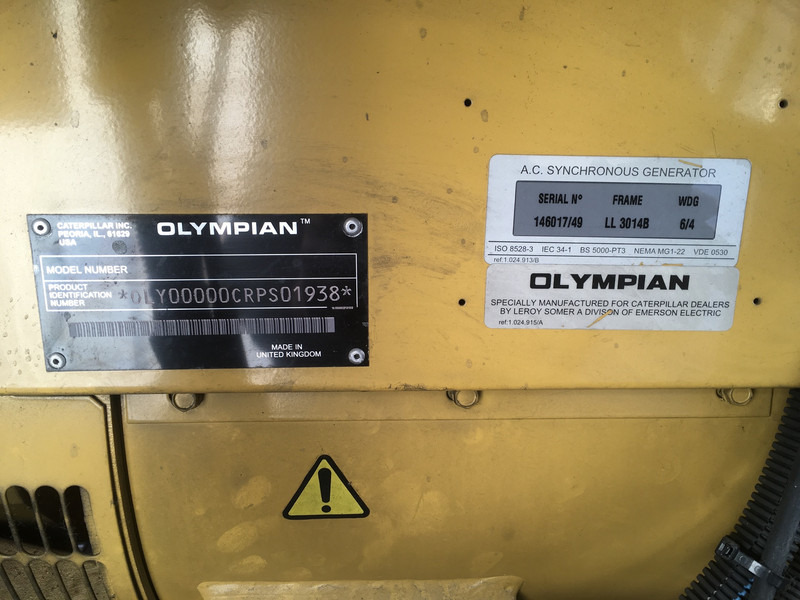 CATERPILLAR INC.
PEORIA, IL., 61629
USA
OLYMPIAN™
MODEL NUMBER
PRODUCT
IDENTIFICATION
NUMBER
*OLY00000CRPS01938*
MADE IN
UNITED KINGDOM
A.C. SYNCHRONOUS GENERATOR
SERIAL Nº FRAME WDG
146017/49 LL 3014B 6/4
ISO 8528-3 IEC 34-1 BS 5000-PT3 NEMA MG1-22 VDE 0530
ref:1.024.913/B
OLYMPIAN
SPECIALLY MANUFACTURED FOR CATERPILLAR DEALERS
BY LEROY SOMER A DIVISON OF EMERSON ELECTRIC
ref:1.024.915/A
!